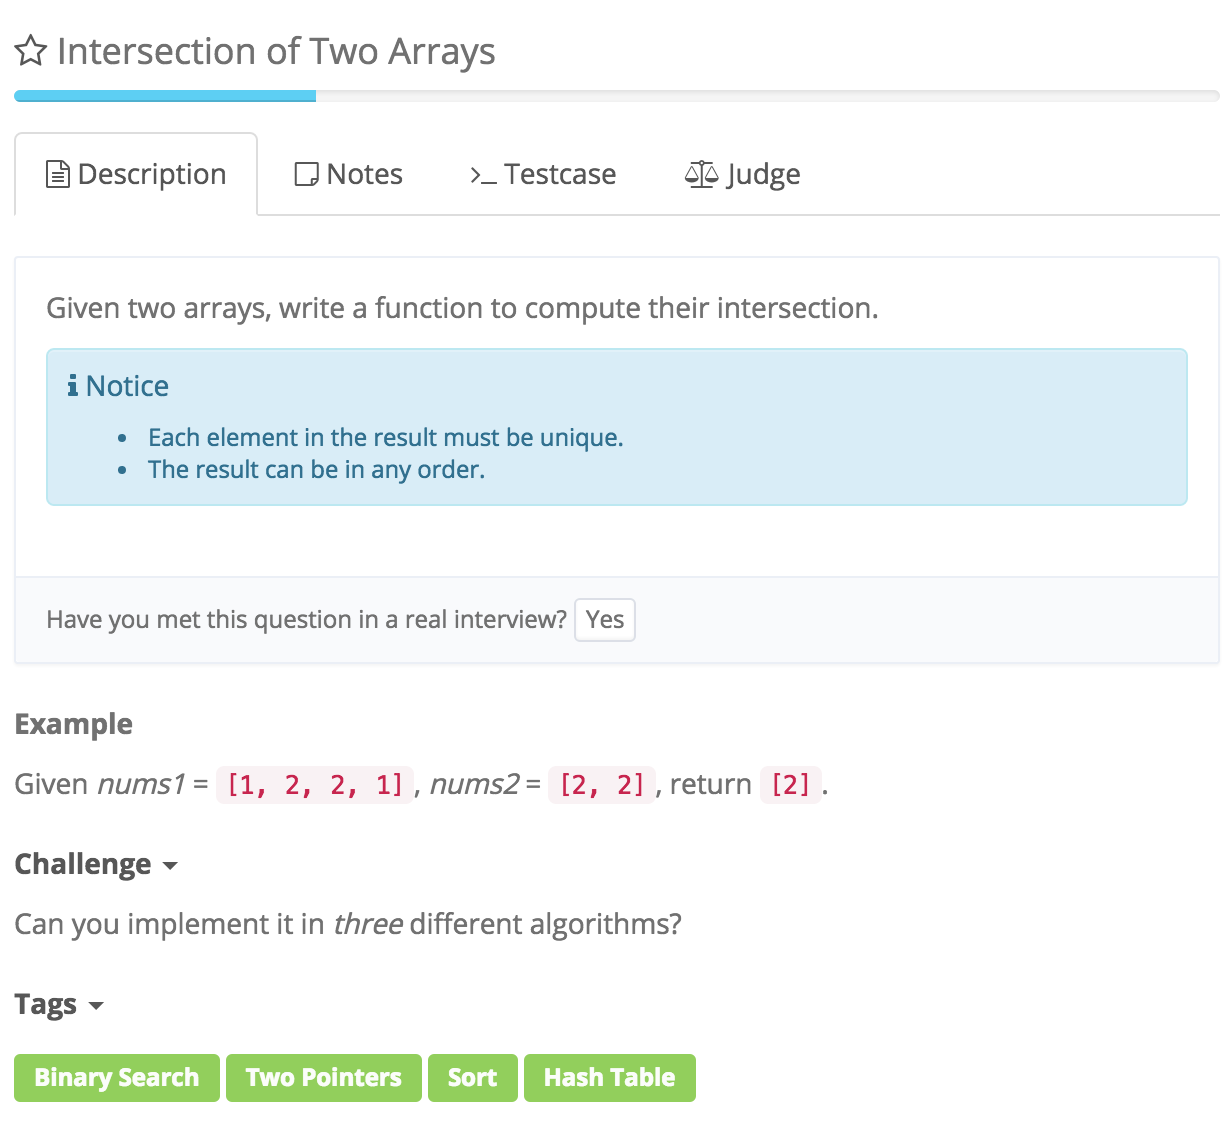 Intersection of Two Arrays
Description Notes >_ Testcase Judge
Given two arrays, write a function to compute their intersection.
Notice
• Each element in the result must be unique.
• The result can be in any order.
Have you met this question in a real interview? Yes
Example
Given nums1 = [1, 2, 2, 1], nums2 = [2, 2], return [2].
Challenge
Can you implement it in three different algorithms?
Tags
Binary Search Two Pointers Sort Hash Table